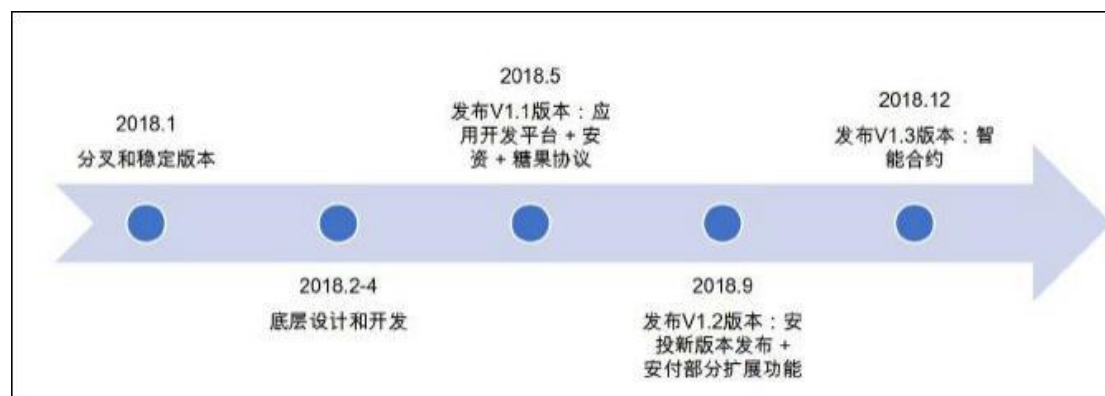 2018.1
分叉和稳定版本
2018.2-4
底层设计和开发
2018.5
发布V1.1版本：应
用开发平台 + 安
资 + 糖果协议
2018.9
发布V1.2版本：安
投新版本发布 +
安付部分扩展功能
2018.12
发布V1.3版本：智
能合约